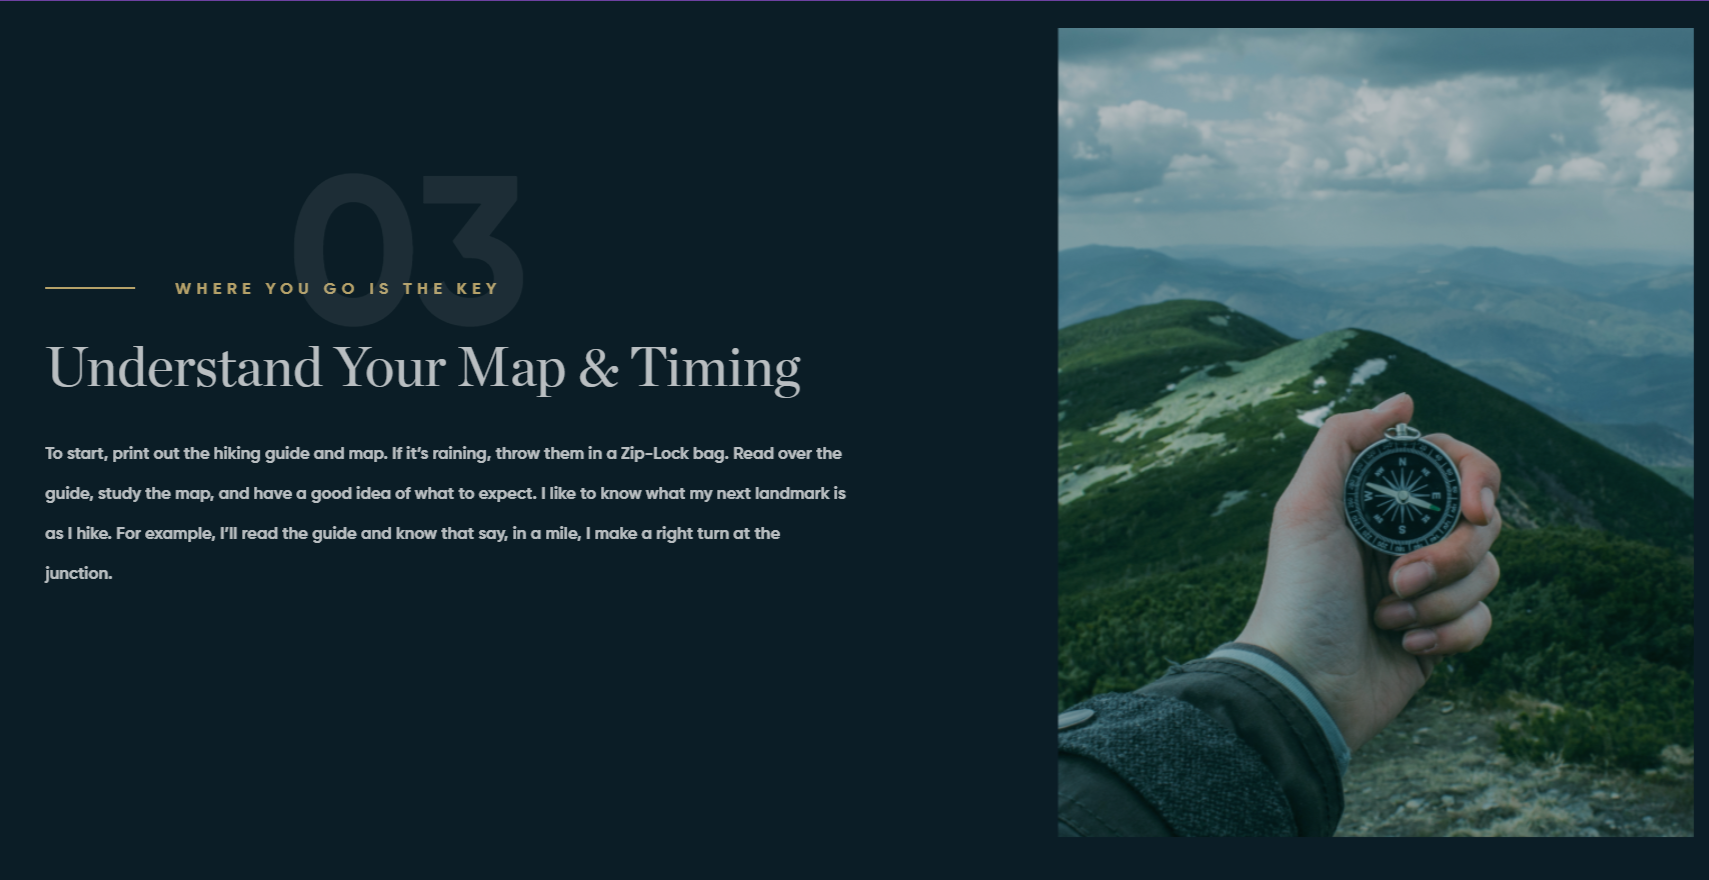 03
WHERE YOU GO IS THE KEY
Understand Your Map & Timing
To start, print out the hiking guide and map. If it’s raining, throw them in a Zip-Lock bag. Read over the
guide, study the map, and have a good idea of what to expect. I like to know what my next landmark is
as I hike. For example, I’ll read the guide and know that say, in a mile, I make a right turn at the
junction.
N
W E
S